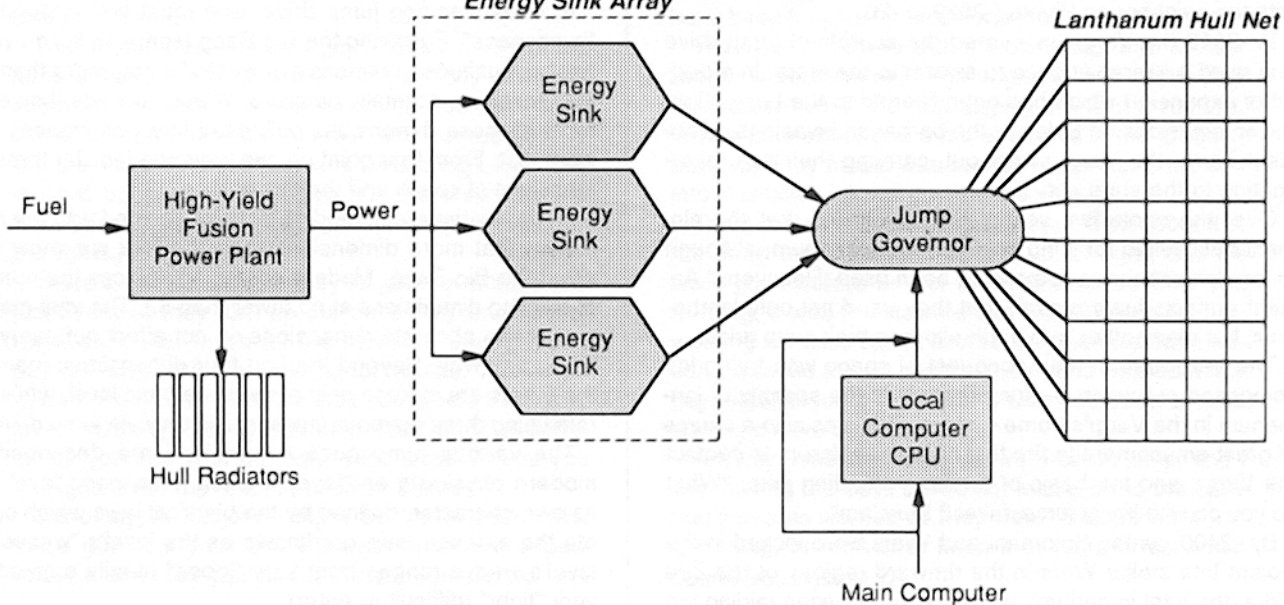 Energy Sink Array
Lanthanum Hull Net
Energy
Sink
Fuel
High-Yield
Fusion
Power Plant
Power
Energy
Sink
Jump
Governor
Energy
Sink
Hull Radiators
Local
Computer
CPU
Main Computer